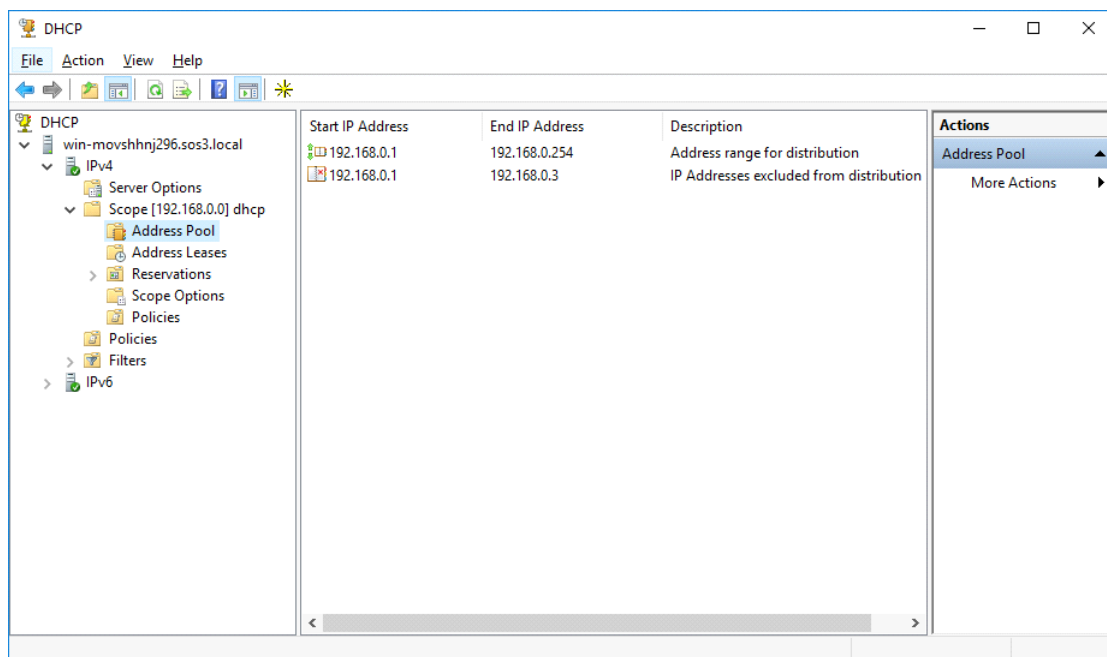 DHCP
File Action View Help
DHCP
win-movshhnj296.sos3.local
IPv4
Server Options
Scope [192.168.0.0] dhcp
Address Pool
Address Leases
Reservations
Scope Options
Policies
Policies
Filters
IPv6
Start IP Address End IP Address Description
192.168.0.1 192.168.0.254 Address range for distribution
192.168.0.1 192.168.0.3 IP Addresses excluded from distribution
Actions
Address Pool
More Actions